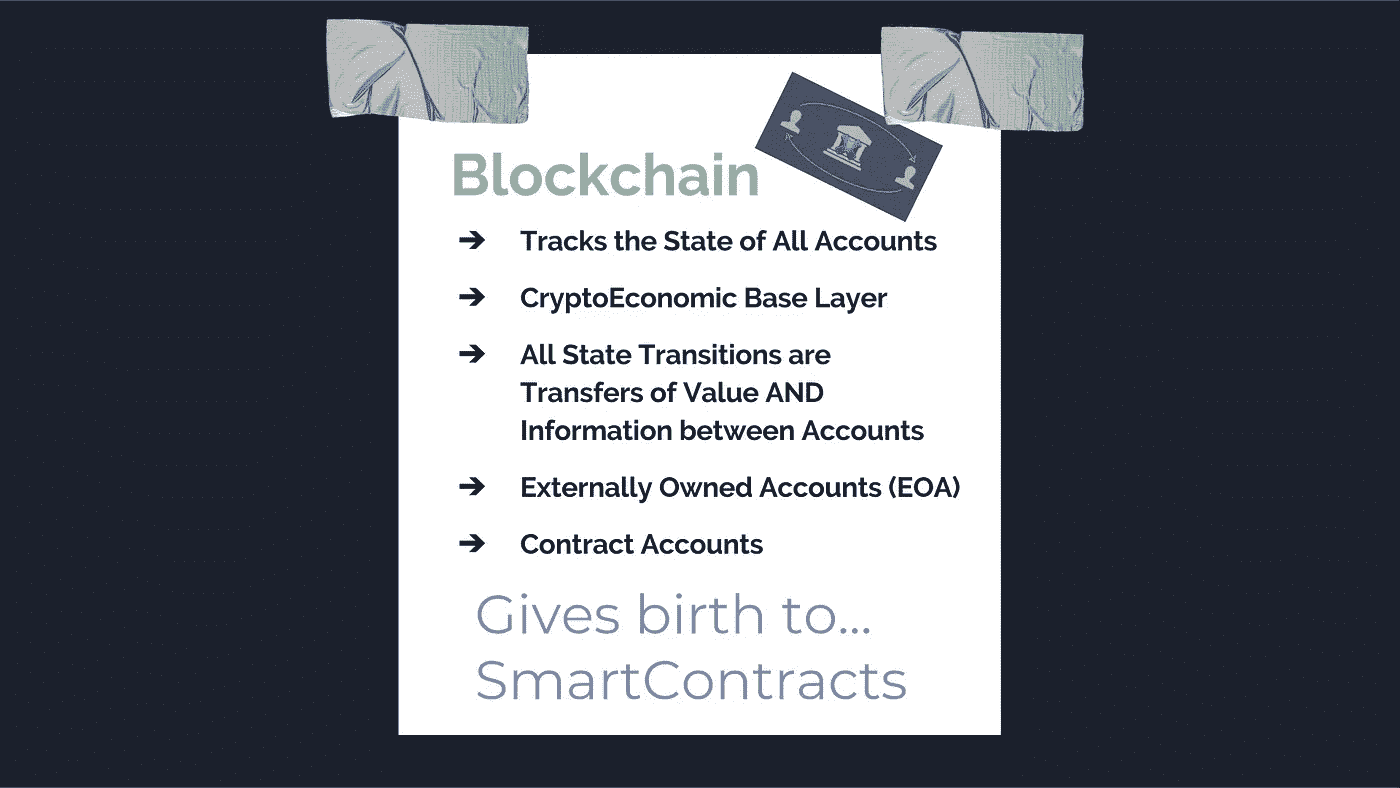 Blockchain
➔ Tracks the State of All Accounts
➔ CryptoEconomic Base Layer
➔ All State Transitions are
Transfers of Value AND
Information between Accounts
➔ Externally Owned Accounts (EOA)
➔ Contract Accounts
Gives birth to...
SmartContracts